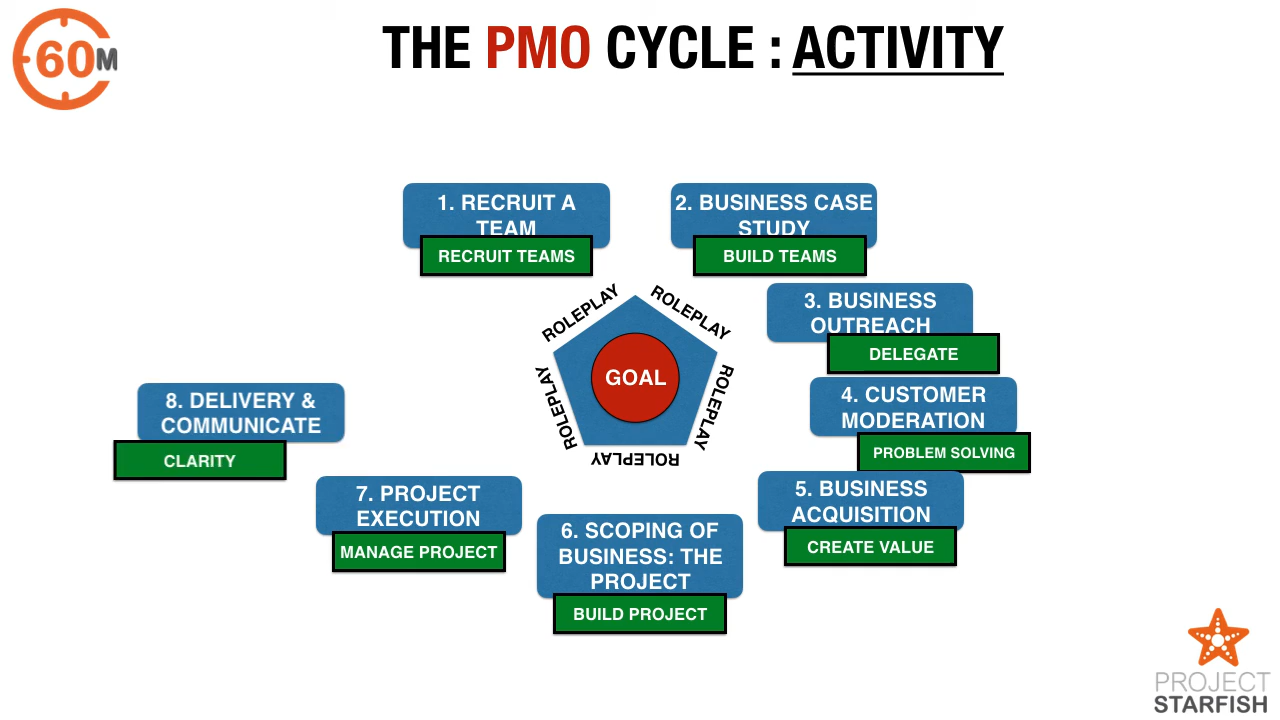 60M
THE PMO CYCLE : ACTIVITY
1. RECRUIT A
TEAM
RECRUIT TEAMS
2. BUSINESS CASE
STUDY
BUILD TEAMS
3. BUSINESS
OUTREACH
DELEGATE
4. CUSTOMER
MODERATION
PROBLEM SOLVING
5. BUSINESS
ACQUISITION
CREATE VALUE
6. SCOPING OF
BUSINESS: THE
PROJECT
BUILD PROJECT
7. PROJECT
EXECUTION
MANAGE PROJECT
8. DELIVERY &
COMMUNICATE
CLARITY
ROLEPLAY
ROLEPLAY
ROLEPLAY
ROLEPLAY
ROLEPLAY
GOAL
PROJECT
STARFISH